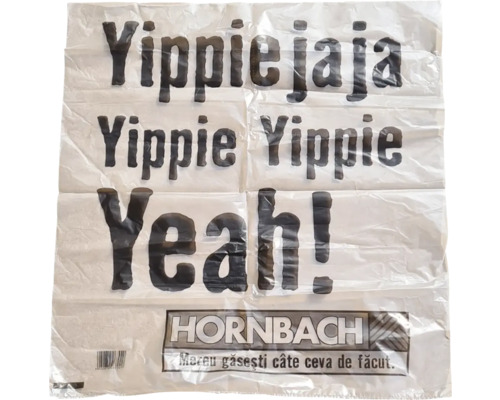 Yippiejaja
Yippie Yippie
Yeah!
HORNBACH
Mereu găsești câte ceva de făcut.